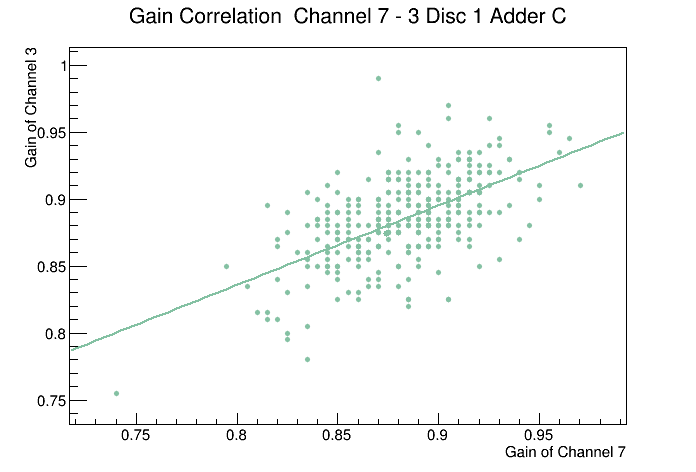 Gain Correlation  Channel 7 - 3 Disc 1 Adder C
Gain of Channel 3
1
0.95
0.9
0.85
0.8
0.75
0.75 0.8 0.85 0.9 0.95
Gain of Channel 7